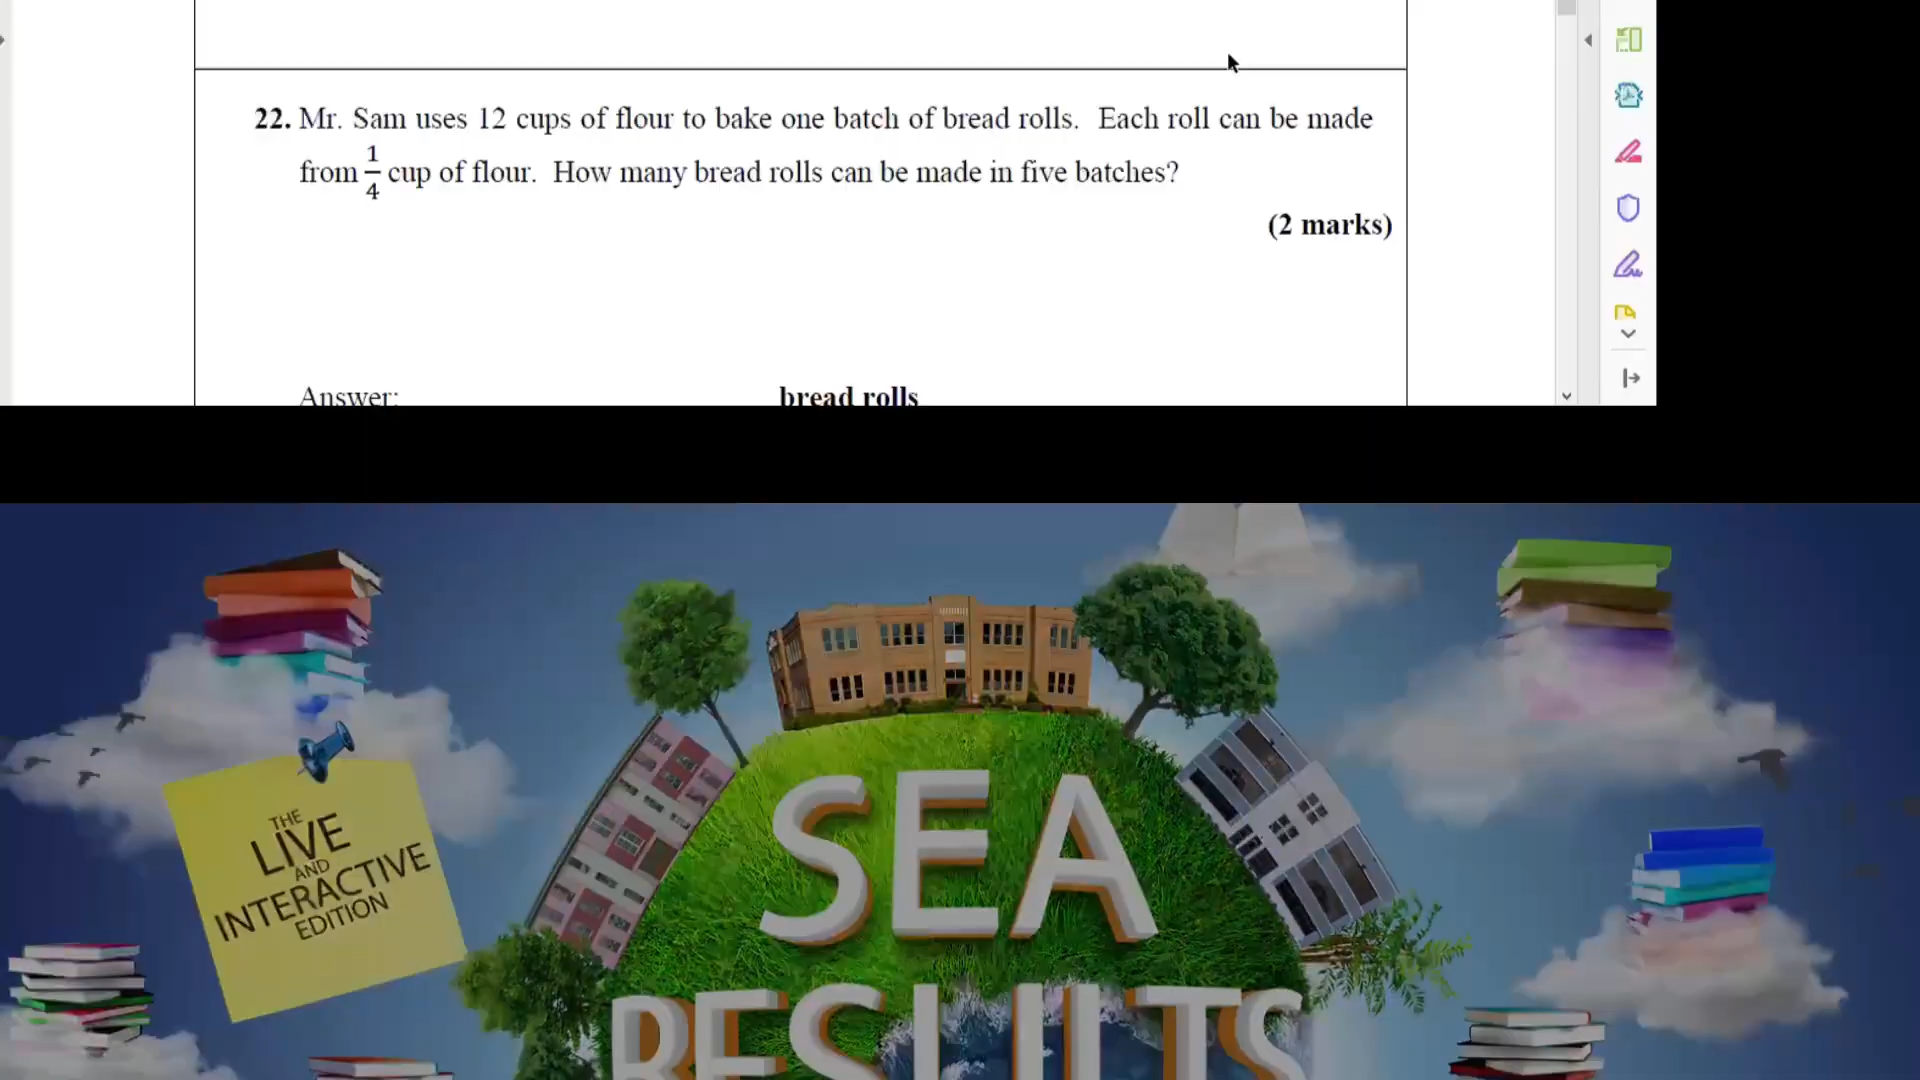 22. Mr. Sam uses 12 cups of flour to bake one batch of bread rolls. Each roll can be made
from 1/4 cup of flour. How many bread rolls can be made in five batches?
(2 marks)
Answer: bread rolls
THE
LIVE
AND
INTERACTIVE
EDITION
SEA
RESULTS